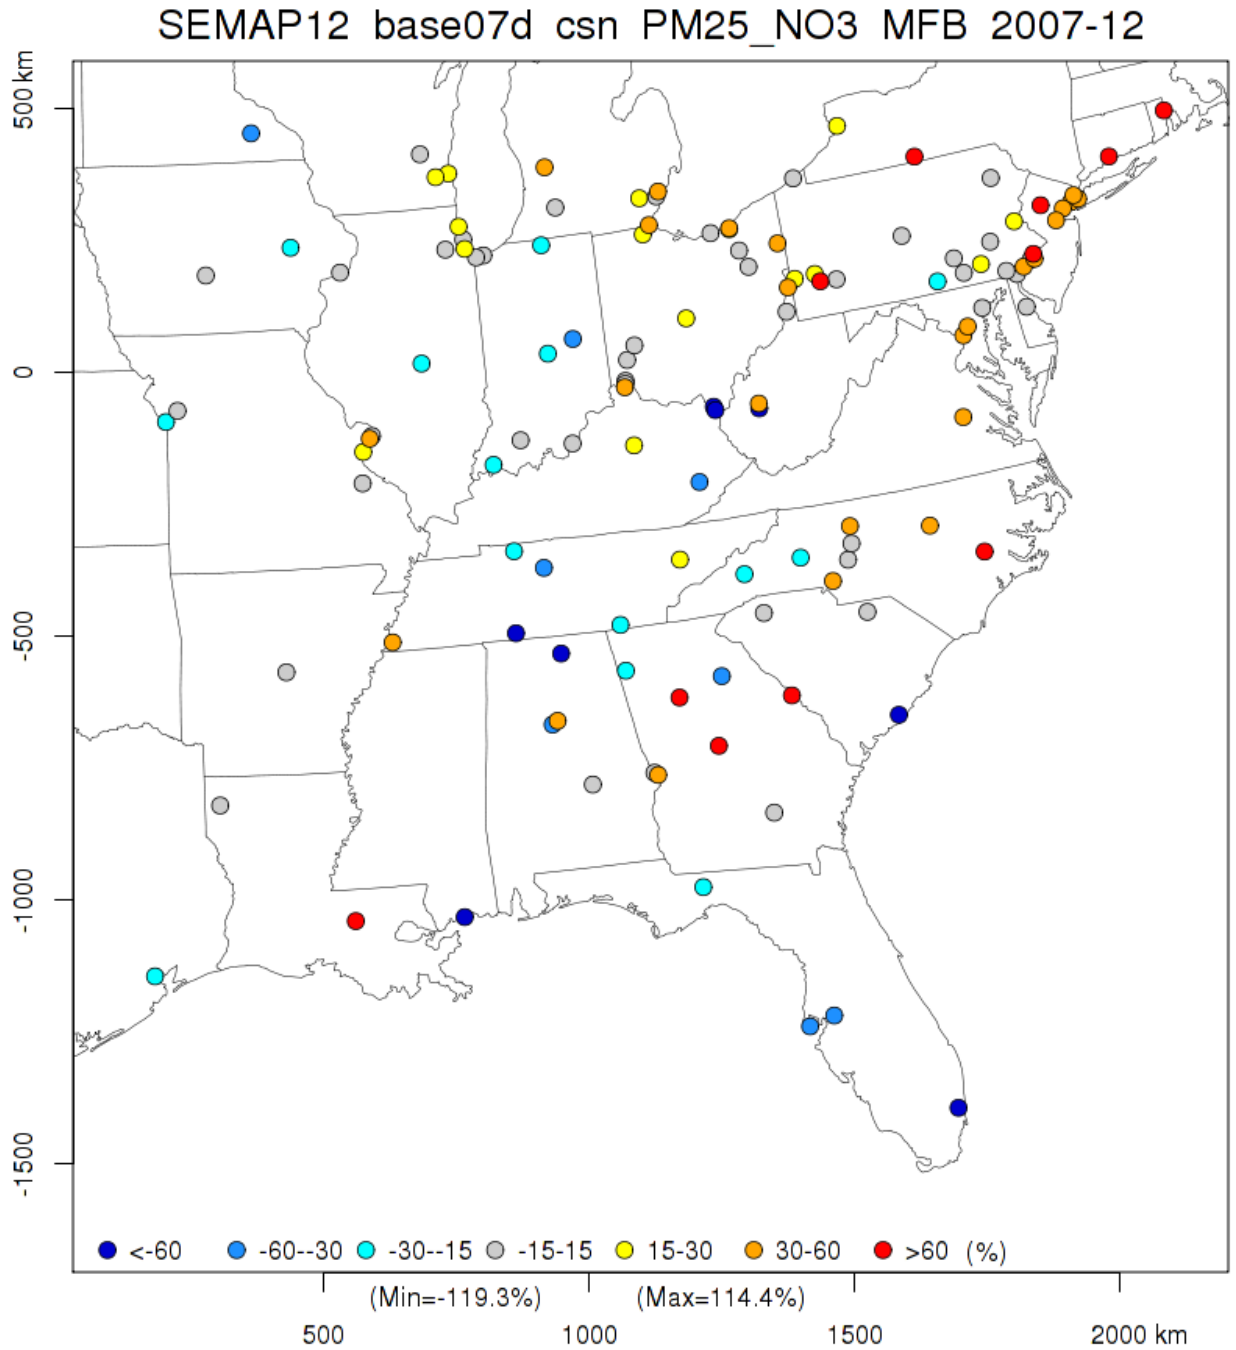 SEMAP12 base07d csn PM25_NO3 MFB 2007-12
500 km
0
-500
-1000
-1500
<-60 -60--30 -30--15 -15-15 15-30 30-60 >60 (%)
(Min=-119.3%) (Max=114.4%)
500 1000 1500 2000 km